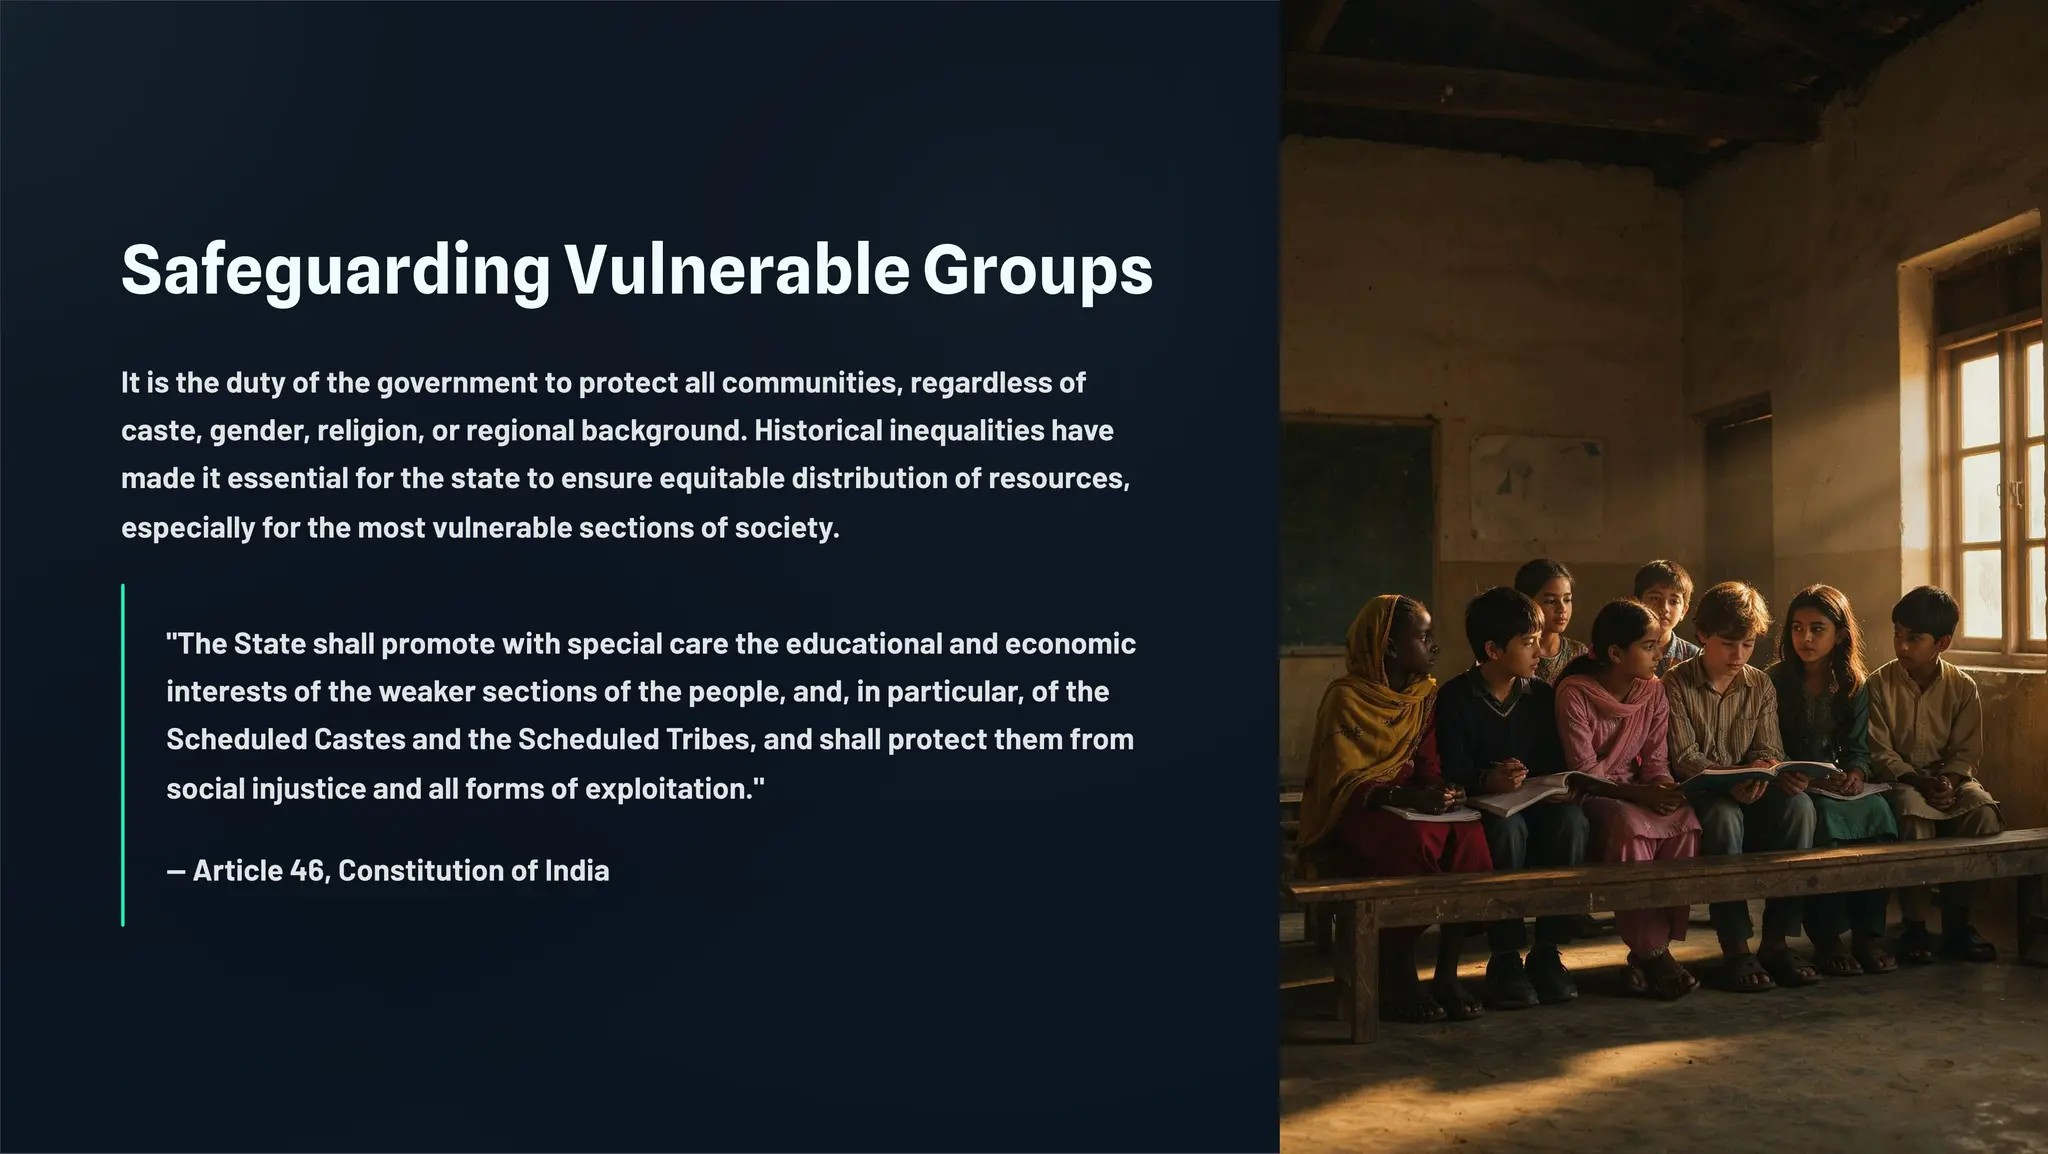 Safeguarding Vulnerable Groups
It is the duty of the government to protect all communities, regardless of
caste, gender, religion, or regional background. Historical inequalities have
made it essential for the state to ensure equitable distribution of resources,
especially for the most vulnerable sections of society.
"The State shall promote with special care the educational and economic
interests of the weaker sections of the people, and, in particular, of the
Scheduled Castes and the Scheduled Tribes, and shall protect them from
social injustice and all forms of exploitation."
— Article 46, Constitution of India